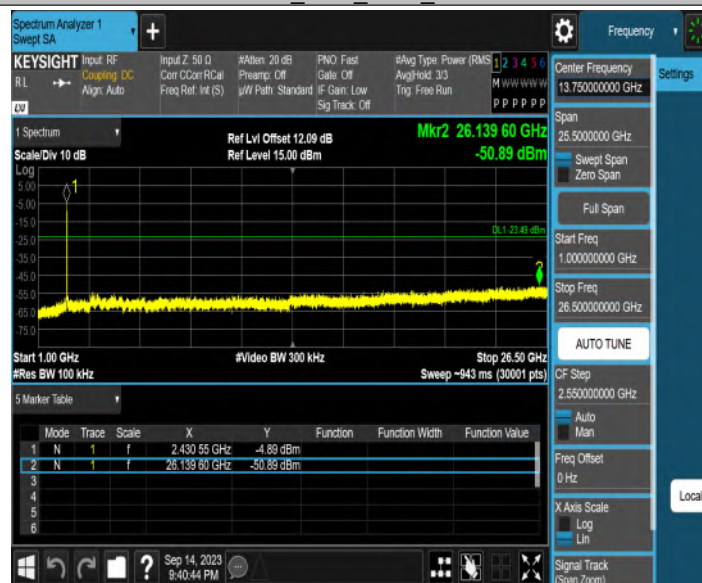 Spectrum Analyzer 1
Swept SA
+
Frequency
KEYSIGHT
RL
LXI
Input: RF
Coupling: DC
Align: Auto
Input Z: 50 Ω
Corr CCorr RCal
Freq Ref: Int (S)
#Atten: 20 dB
Preamp: Off
µW Path: Standard
PNO: Fast
Gate: Off
IF Gain: Low
Sig Track: Off
#Avg Type: Power (RMS
Avg|Hold: 3/3
Trig: Free Run
1 2 3 4 5 6
M W W W W W
P P P P P P
1 Spectrum
Scale/Div 10 dB
Ref Lvl Offset 12.09 dB
Ref Level 15.00 dBm
Mkr2 26.139 60 GHz
-50.89 dBm
Log
5.00
-5.00
-15.0
-25.0
-35.0
-45.0
-55.0
-65.0
-75.0
1
2
DL1 -23.49 dBm
Start 1.00 GHz
#Video BW 300 kHz
Stop 26.50 GHz
#Res BW 100 kHz
Sweep ~943 ms (30001 pts)
5 Marker Table
Mode Trace Scale X Y Function Function Width Function Value
1 N 1 f 2.430 55 GHz -4.89 dBm
2 N 1 f 26.139 60 GHz -50.89 dBm
3
4
5
6
?
Sep 14, 2023
9:40:44 PM
Center Frequency
13.750000000 GHz
Settings
Span
25.5000000 GHz
Swept Span
Zero Span
Full Span
Start Freq
1.000000000 GHz
Stop Freq
26.500000000 GHz
AUTO TUNE
CF Step
2.550000000 GHz
Auto
Man
Freq Offset
0 Hz
Local
X Axis Scale
Log
Lin
Signal Track
(Span Zoom)